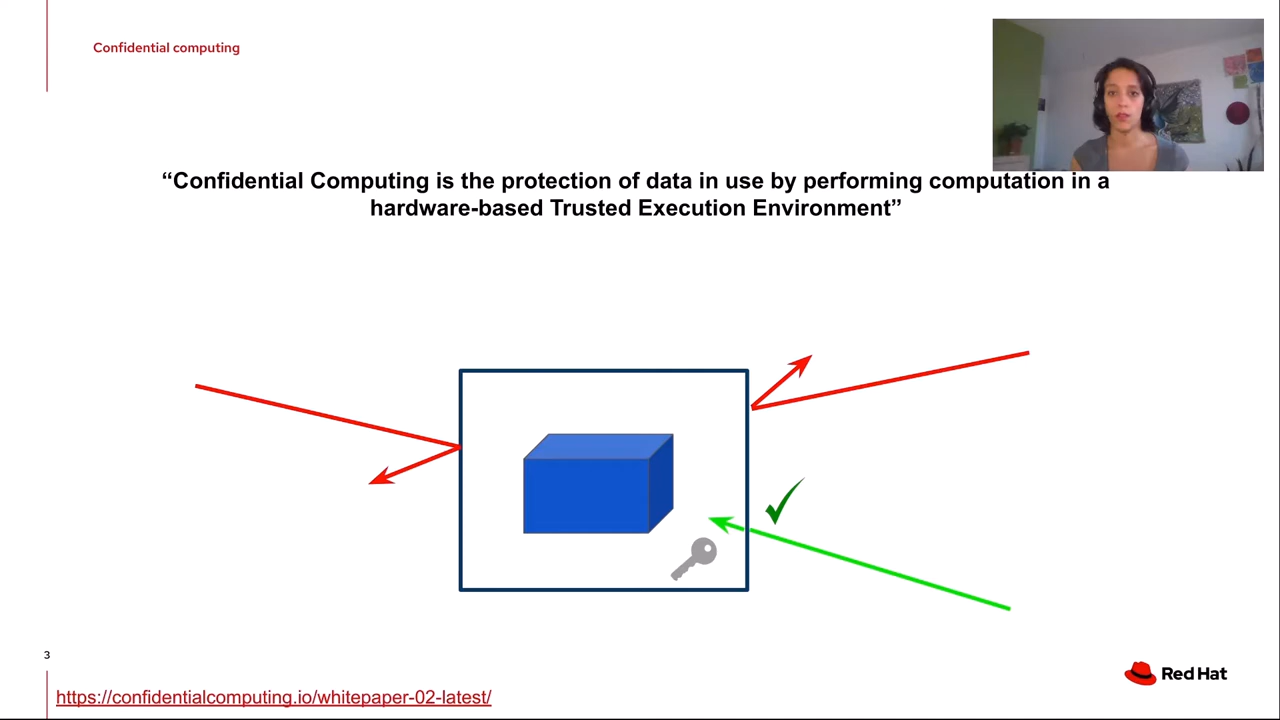 Confidential computing
“Confidential Computing is the protection of data in use by performing computation in a
hardware-based Trusted Execution Environment”
3
Red Hat
https://confidentialcomputing.io/whitepaper-02-latest/